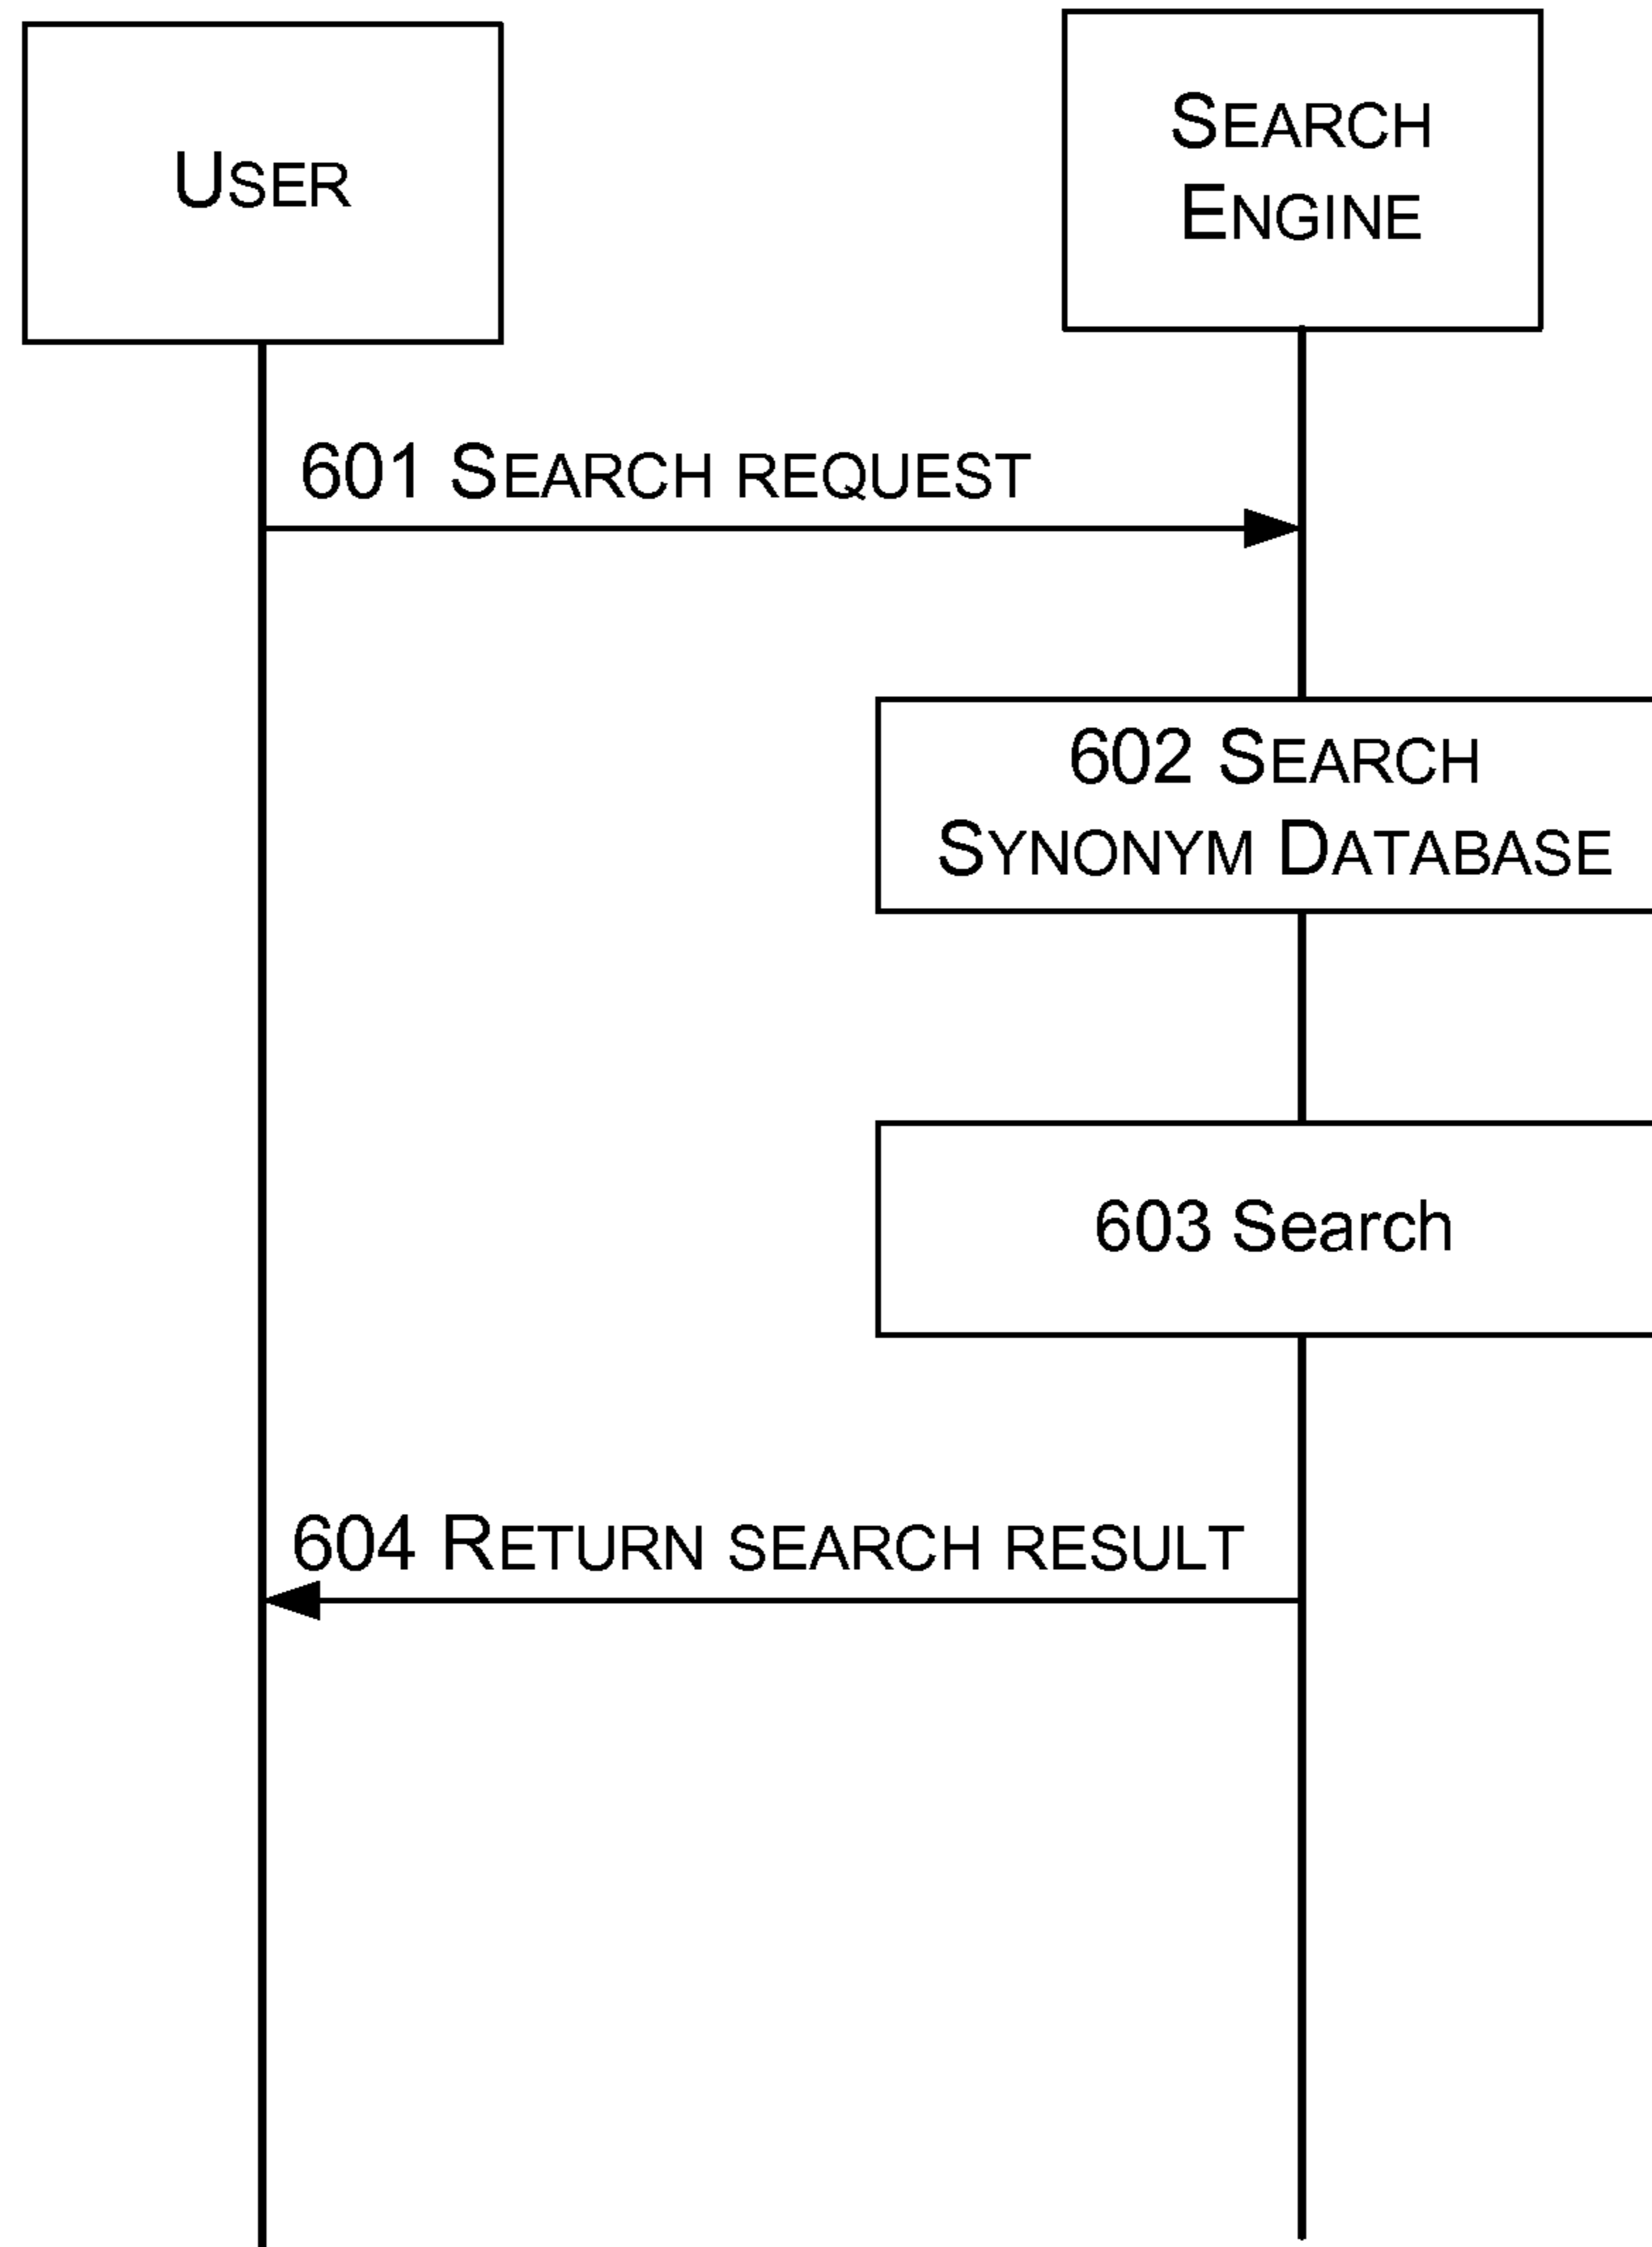 USER
SEARCH
ENGINE
601 SEARCH REQUEST
602 SEARCH
SYNONYM DATABASE
603 Search
604 RETURN SEARCH RESULT